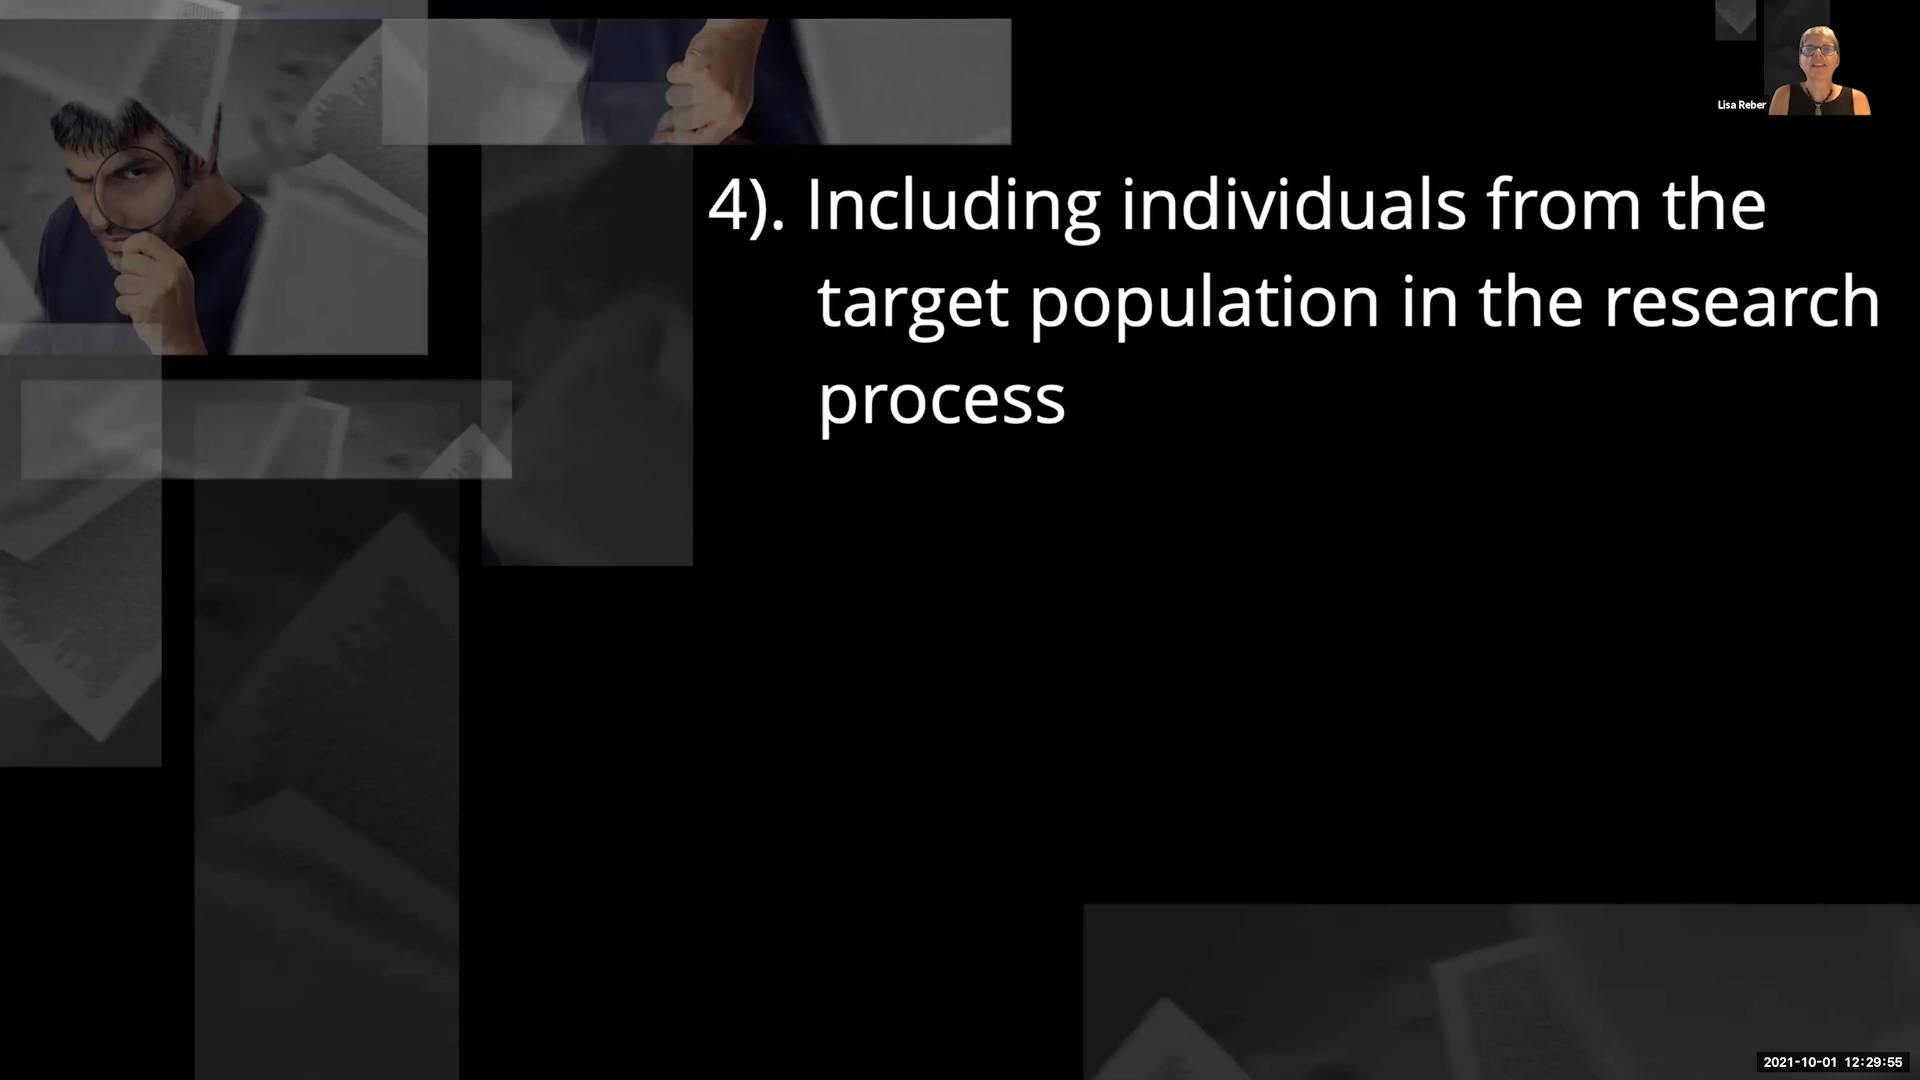 Lisa Reber
4). Including individuals from the
target population in the research
process
2021-10-01 12:29:55